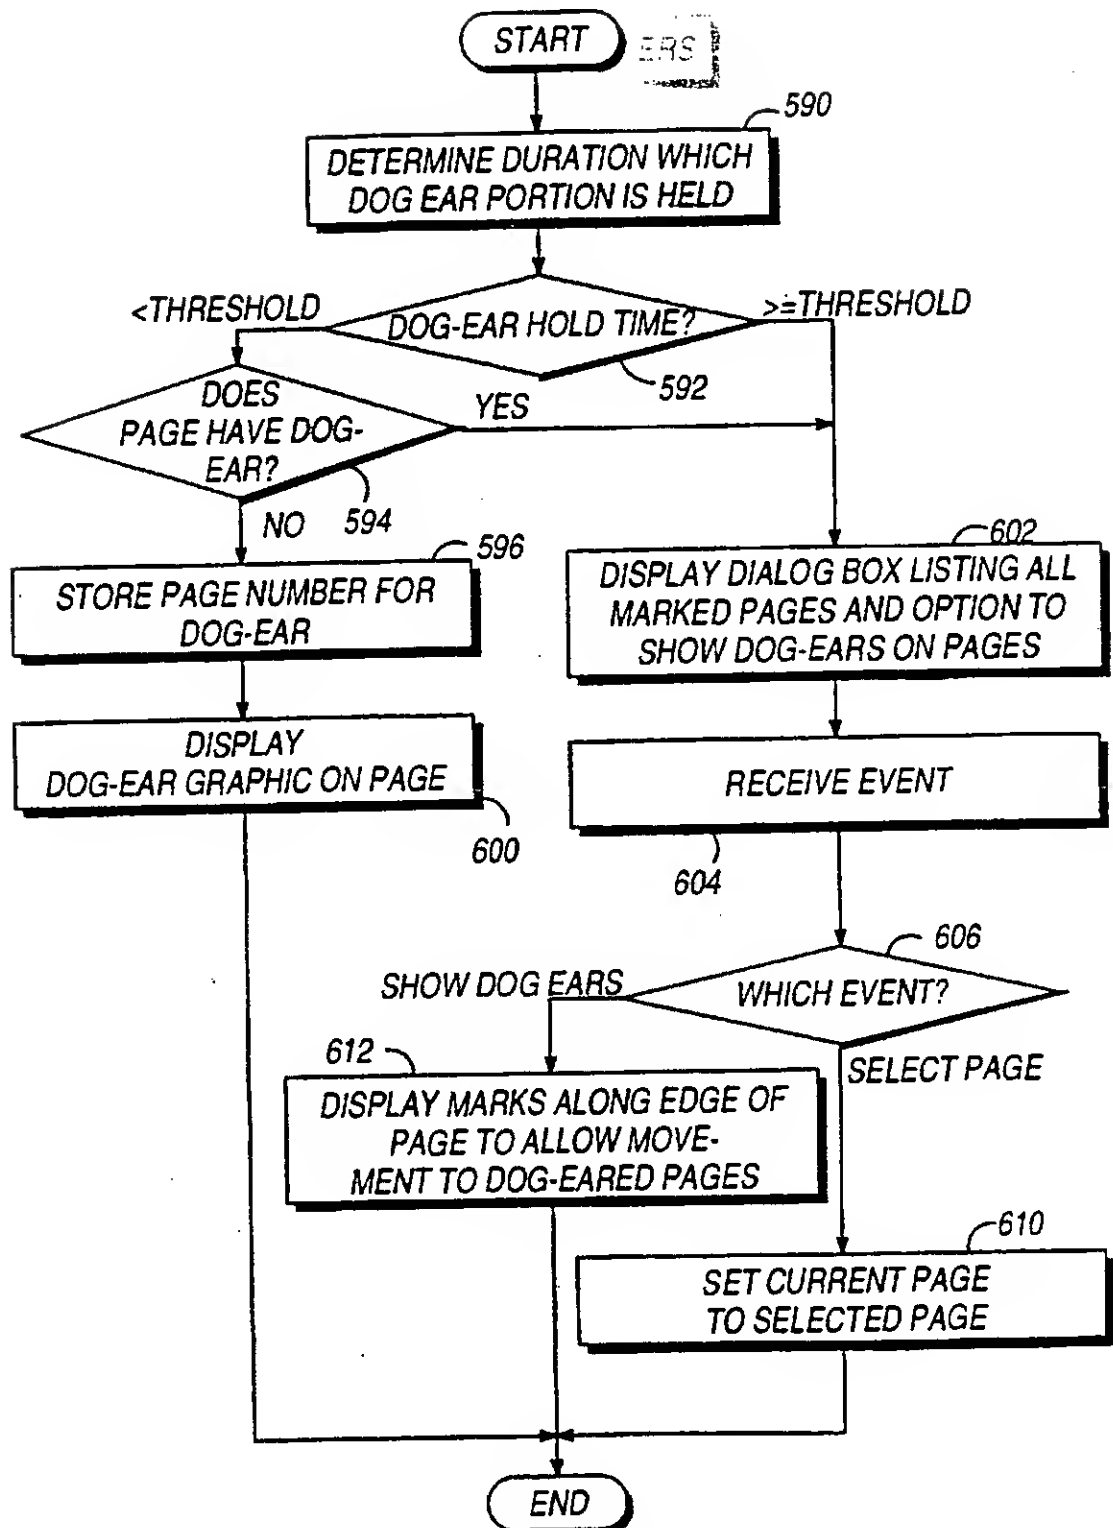 START
ERS
590
DETERMINE DURATION WHICH
DOG EAR PORTION IS HELD
<THRESHOLD
>=THRESHOLD
DOG-EAR HOLD TIME?
592
DOES
PAGE HAVE DOG-
EAR?
YES
594
NO
596
STORE PAGE NUMBER FOR
DOG-EAR
602
DISPLAY DIALOG BOX LISTING ALL
MARKED PAGES AND OPTION TO
SHOW DOG-EARS ON PAGES
DISPLAY
DOG-EAR GRAPHIC ON PAGE
600
RECEIVE EVENT
604
606
SHOW DOG EARS
WHICH EVENT?
612
SELECT PAGE
DISPLAY MARKS ALONG EDGE OF
PAGE TO ALLOW MOVE-
MENT TO DOG-EARED PAGES
610
SET CURRENT PAGE
TO SELECTED PAGE
END